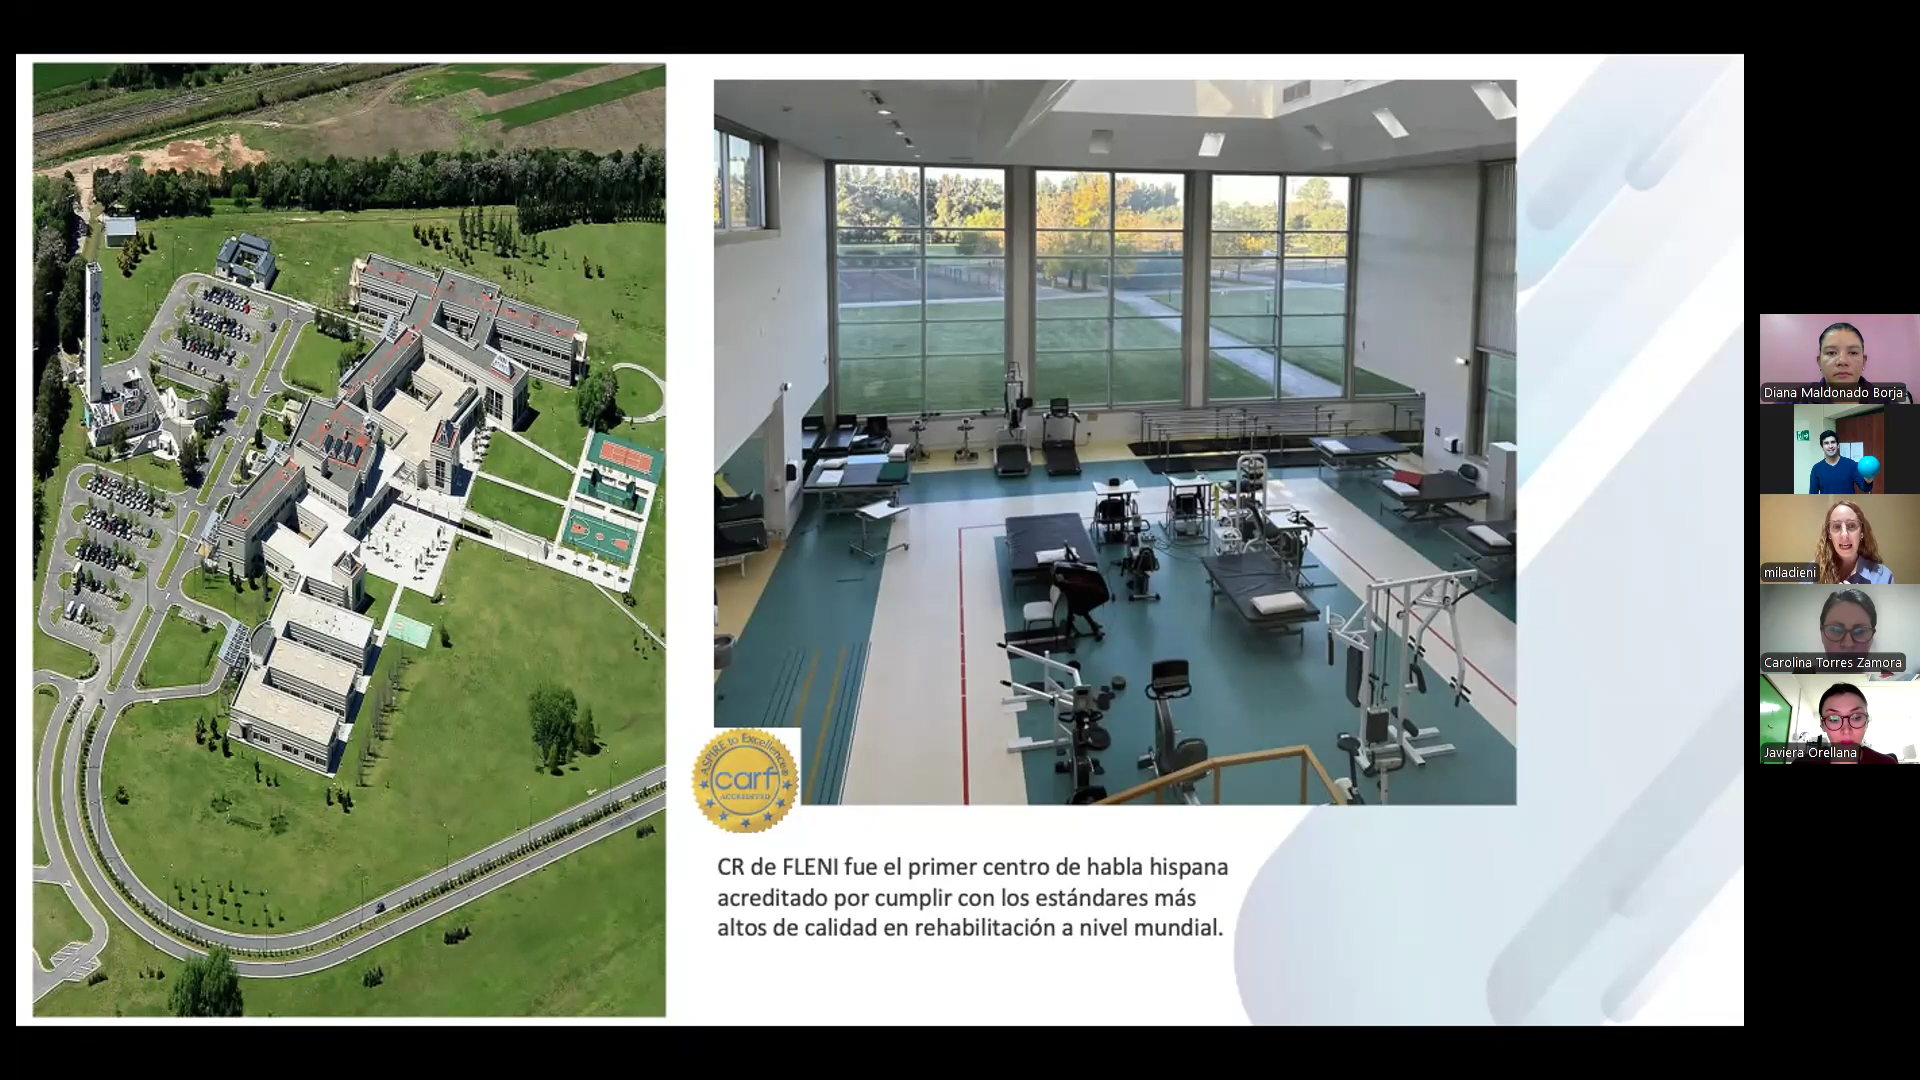 ASPIRE to Excellence®
carf
ACCREDITED
CR de FLENI fue el primer centro de habla hispana
acreditado por cumplir con los estándares más
altos de calidad en rehabilitación a nivel mundial.
Diana Maldonado Borja
miladieni
Carolina Torres Zamora
Javiera Orellana